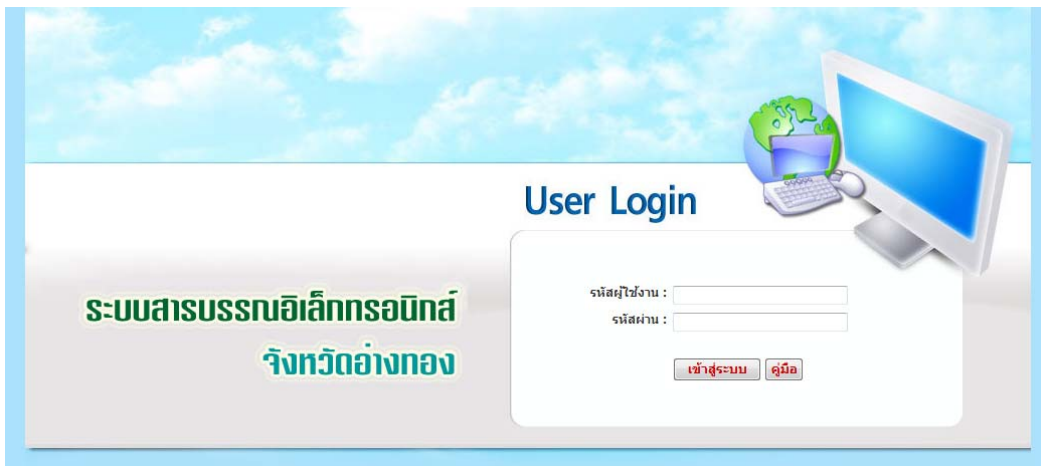 User Login
ระบบสารบรรณอิเล็กทรอนิกส์
จังหวัดอ่างทอง
รหัสผู้ใช้งาน :
รหัสผ่าน :
เข้าสู่ระบบ คู่มือ